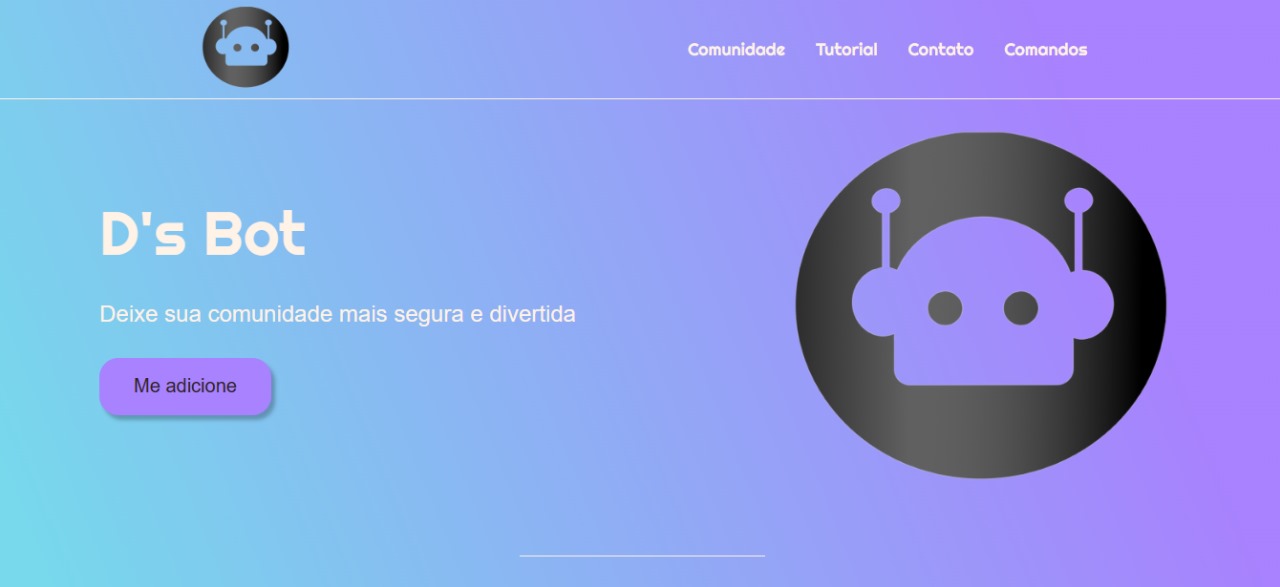 Comunidade Tutorial Contato Comandos
D's Bot
Deixe sua comunidade mais segura e divertida
Me adicione